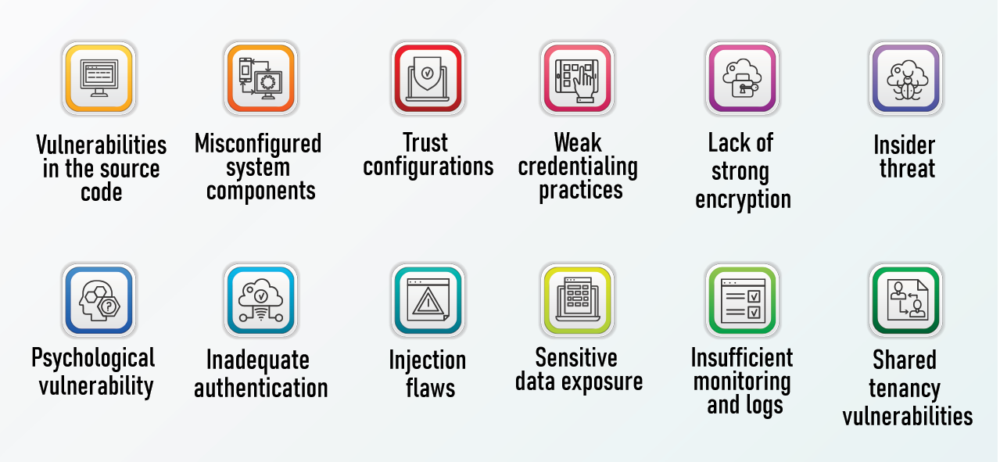 Vulnerabilities
in the source
code
Misconfigured
system
components
Trust
configurations
Weak
credentialing
practices
Lack of
strong
encryption
Insider
threat
Psychological
vulnerability
Inadequate
authentication
Injection
flaws
Sensitive
data exposure
Insufficient
monitoring
and logs
Shared
tenancy
vulnerabilities